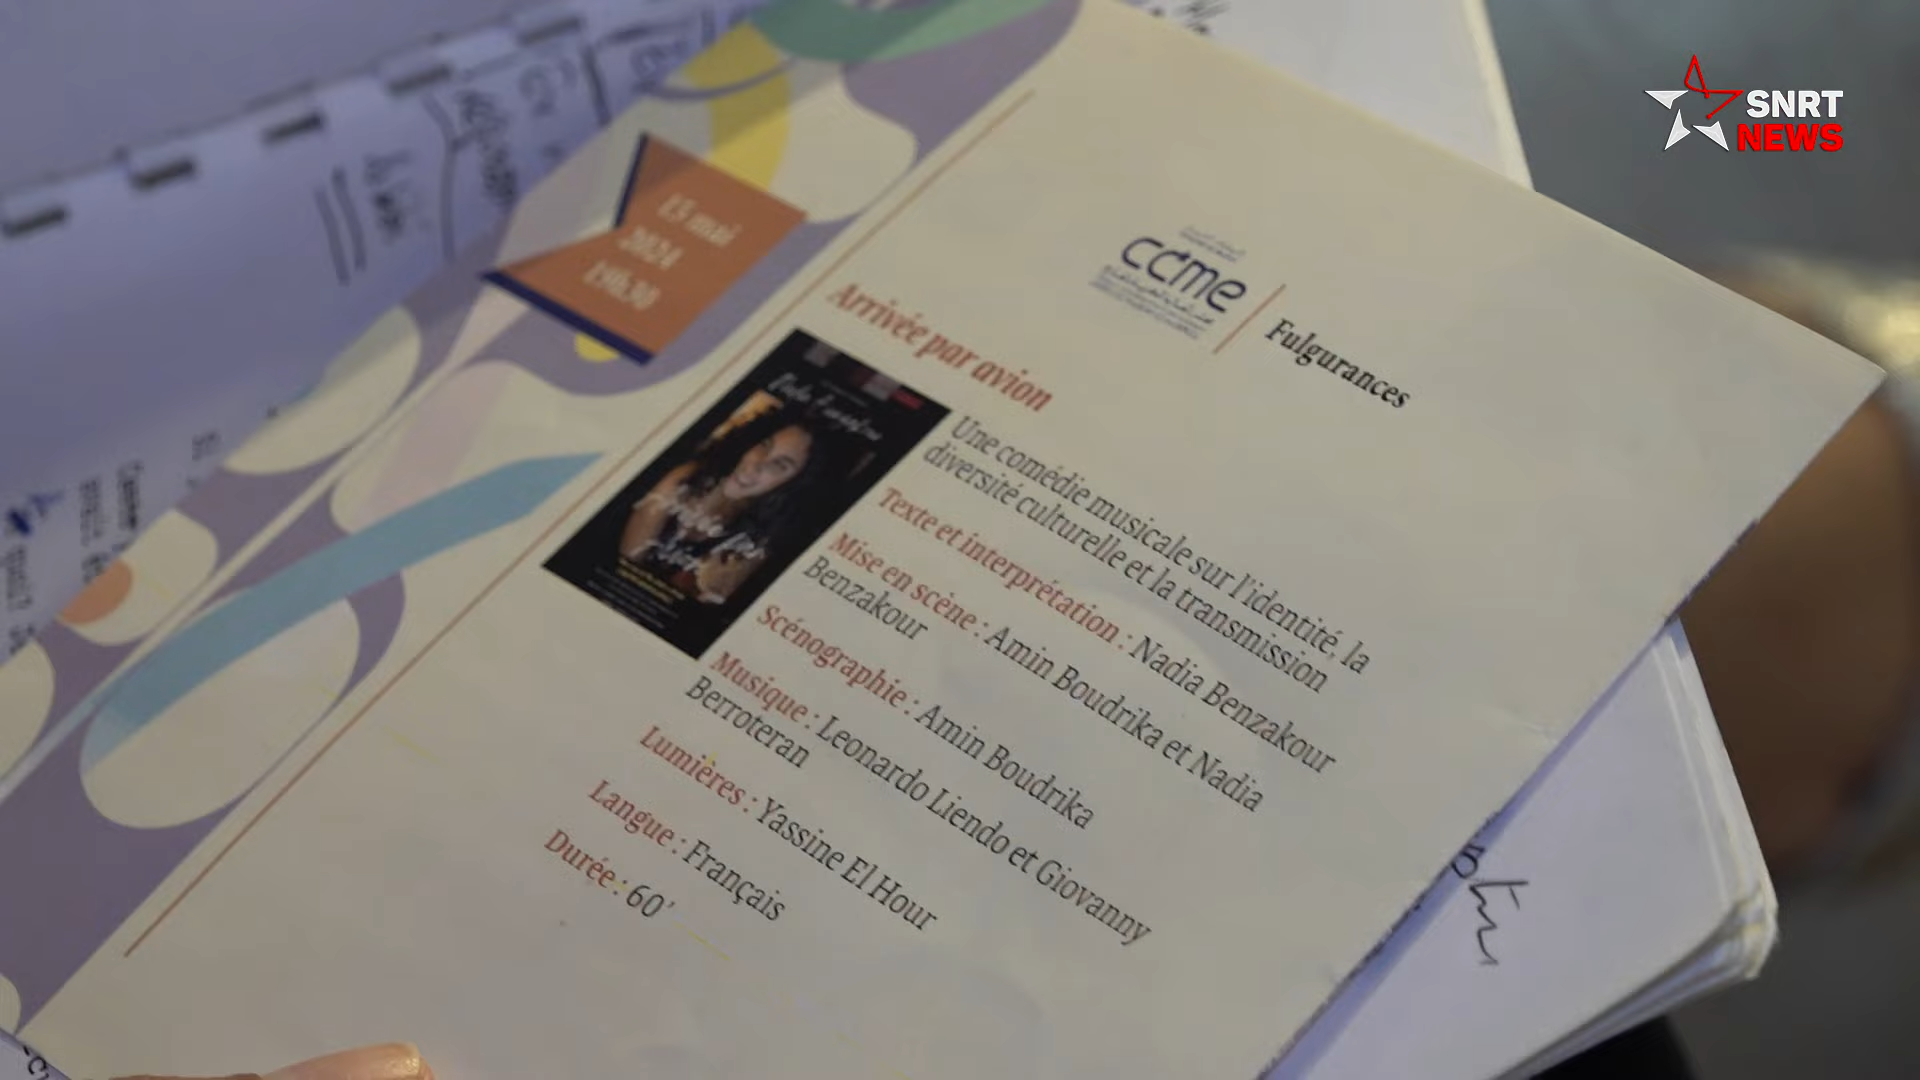 SNRT
NEWS
15 mai
2024
19h30
ccme
Fulgurances
Arrivée par avion
Une comédie musicale sur l'identité, la
diversité culturelle et la transmission
Texte et interprétation : Nadia Benzakour
Mise en scène : Amin Boudrika et Nadia
Benzakour
Scénographie : Amin Boudrika
Musique : Leonardo Liendo et Giovanny
Berroteran
Lumières : Yassine El Hour
Langue : Français
Durée : 60'